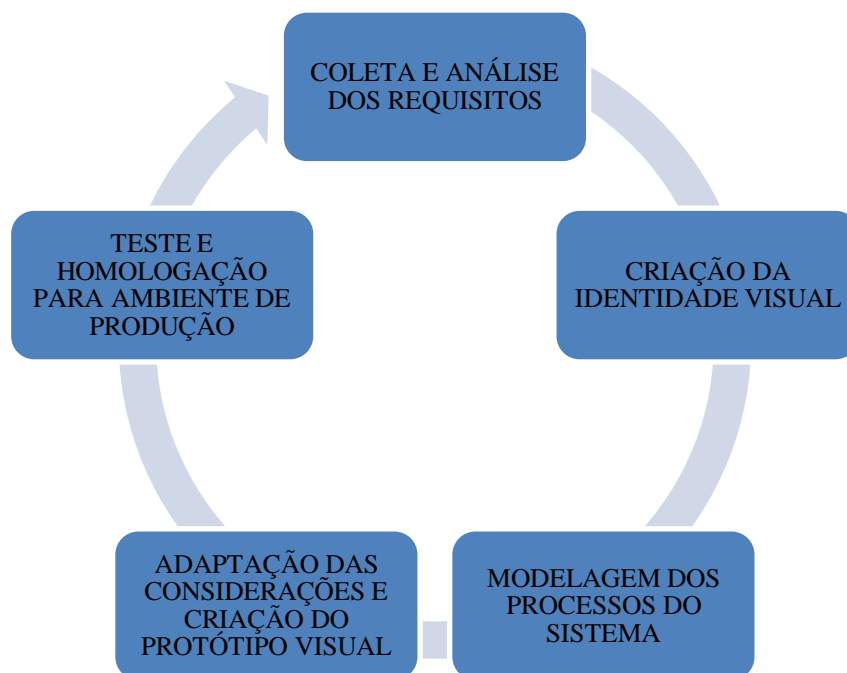 COLETA E ANÁLISE
DOS REQUISITOS
CRIAÇÃO DA
IDENTIDADE VISUAL
MODELAGEM DOS
PROCESSOS DO
SISTEMA
ADAPTAÇÃO DAS
CONSIDERAÇÕES E
CRIAÇÃO DO
PROTÓTIPO VISUAL
TESTE E
HOMOLOGAÇÃO
PARA AMBIENTE DE
PRODUÇÃO